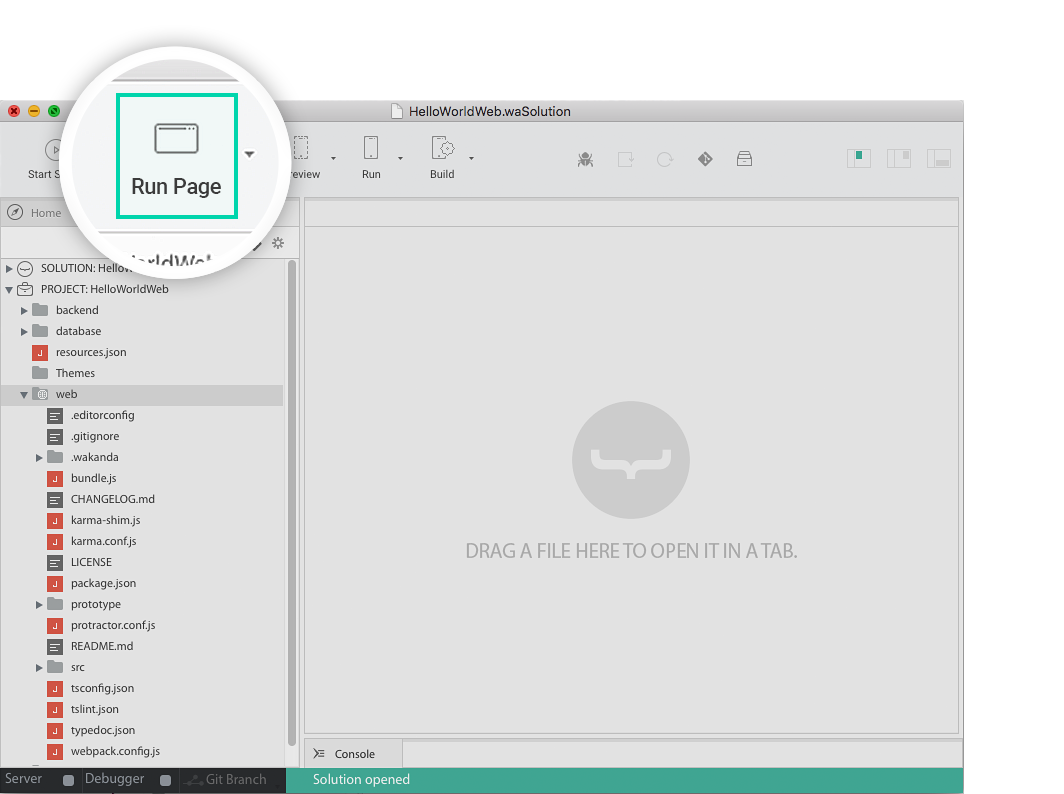 HelloWorldWeb.waSolution
Run Page
Start
Run
Build
Home
SOLUTION:
PROJECT: HelloWorldWeb
backend
database
resources.json
Themes
web
.editorconfig
.gitignore
.wakanda
bundle.js
CHANGELOG.md
karma-shim.js
karma.conf.js
LICENSE
package.json
prototype
protractor.conf.js
README.md
src
tsconfig.json
tslint.json
typedoc.json
webpack.config.js
DRAG A FILE HERE TO OPEN IT IN A TAB.
Console
Server
Debugger
Git Branch
Solution opened